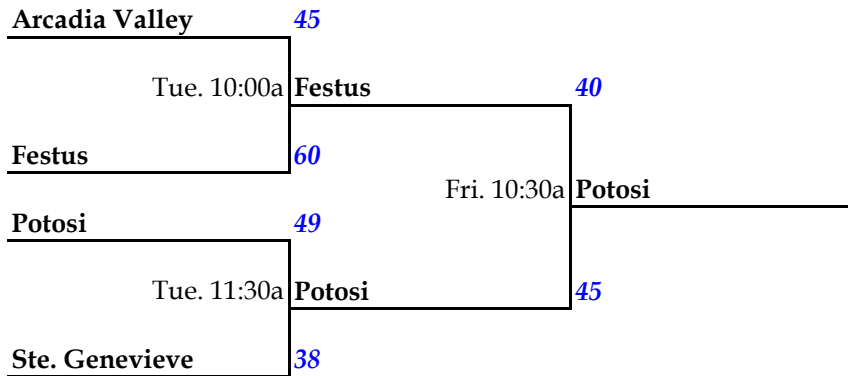 Arcadia Valley 45
Tue. 10:00a Festus 40
Festus 60
Fri. 10:30a Potosi
Potosi 49
Tue. 11:30a Potosi 45
Ste. Genevieve 38